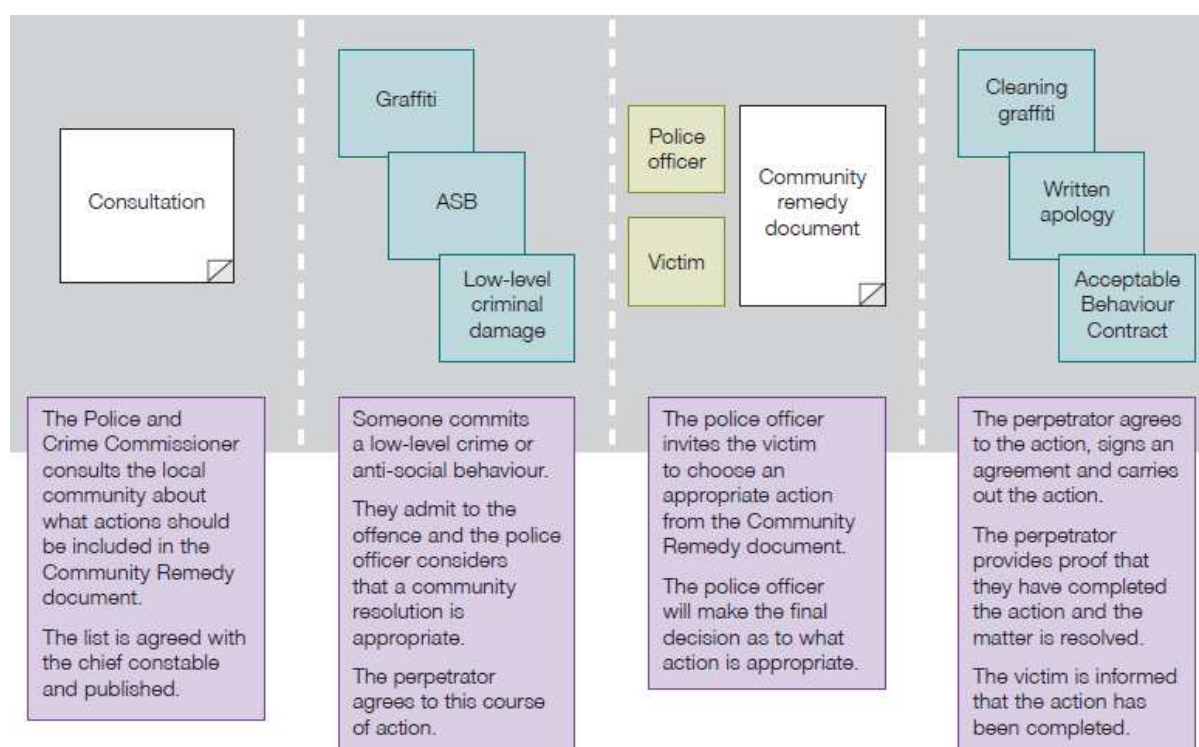 Consultation
Graffiti
ASB
Low-level
criminal
damage
Police
officer
Victim
Community
remedy
document
Cleaning
graffiti
Written
apology
Acceptable
Behaviour
Contract
The Police and
Crime Commissioner
consults the local
community about
what actions should
be included in the
Community Remedy
document.
The list is agreed with
the chief constable
and published.
Someone commits
a low-level crime or
anti-social behaviour.
They admit to the
offence and the police
officer considers
that a community
resolution is
appropriate.
The perpetrator
agrees to this course
of action.
The police officer
invites the victim
to choose an
appropriate action
from the Community
Remedy document.
The police officer
will make the final
decision as to what
action is appropriate.
The perpetrator agrees
to the action, signs an
agreement and carries
out the action.
The perpetrator
provides proof that
they have completed
the action and the
matter is resolved.
The victim is informed
that the action has
been completed.